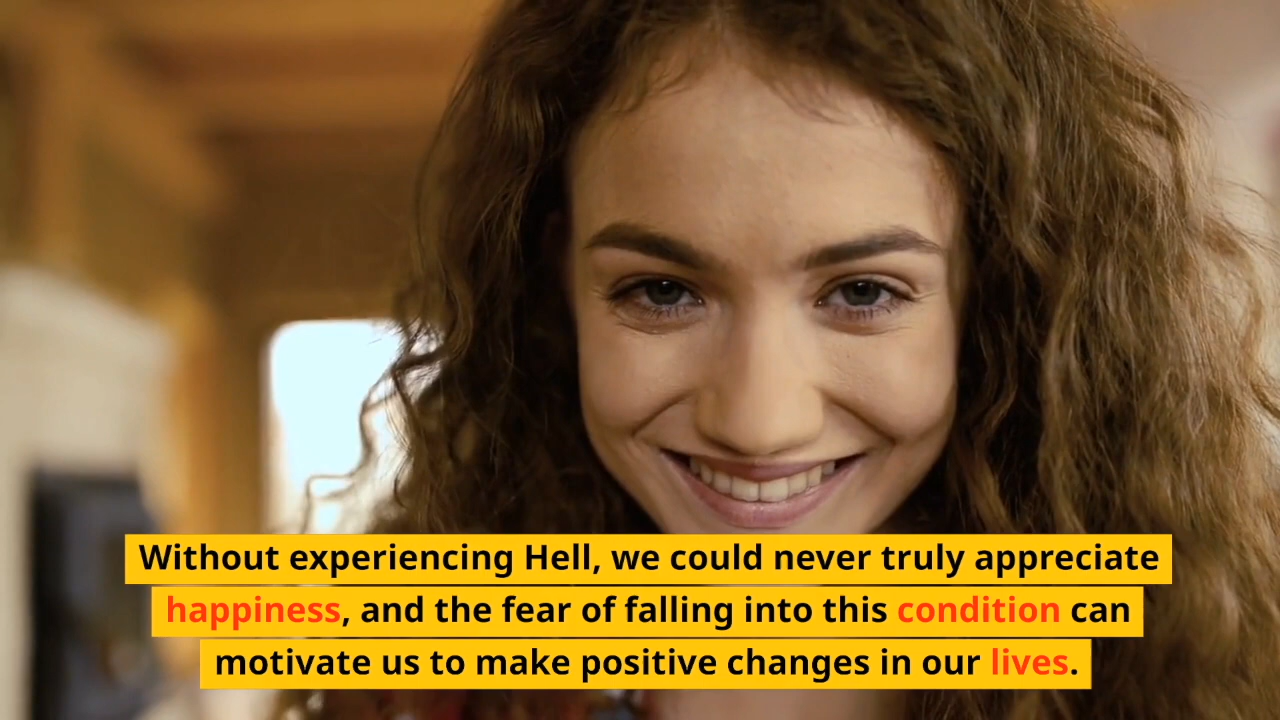 Without experiencing Hell, we could never truly appreciate
happiness, and the fear of falling into this condition can
motivate us to make positive changes in our lives.